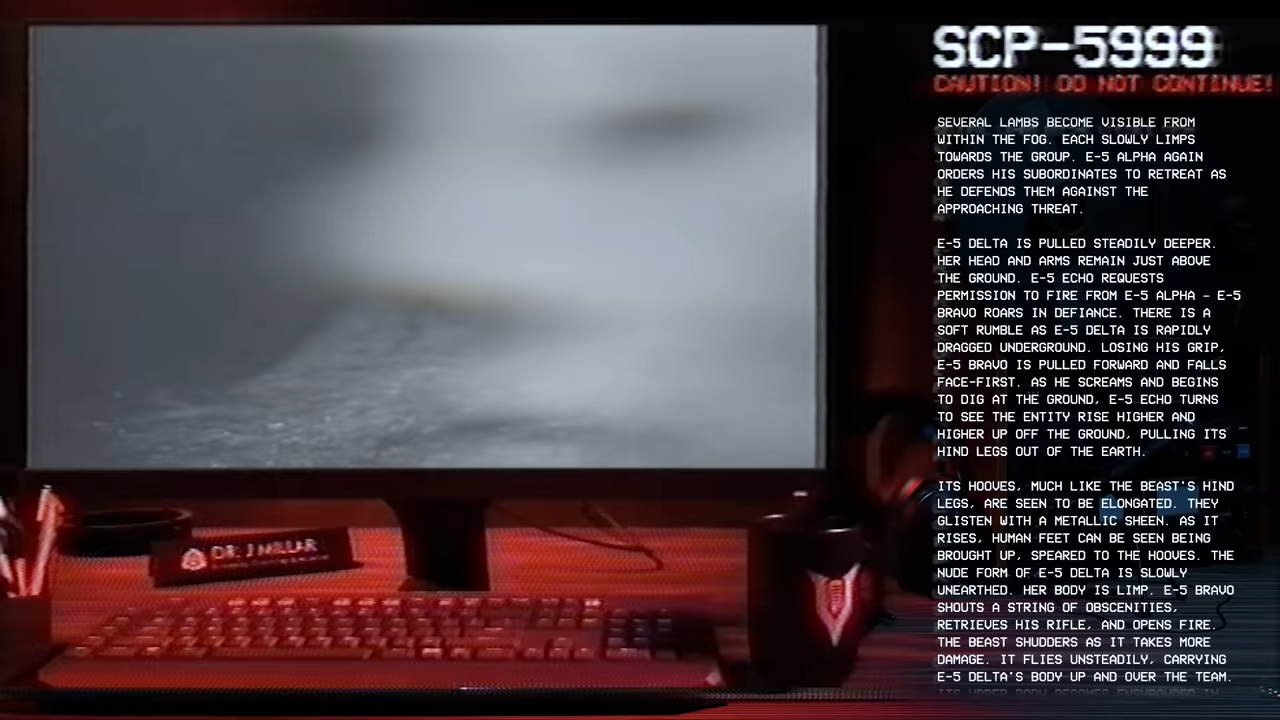 SCP-5999
CAUTION! DO NOT CONTINUE!
SEVERAL LAMBS BECOME VISIBLE FROM
WITHIN THE FOG. EACH SLOWLY LIMPS
TOWARDS THE GROUP. E-5 ALPHA AGAIN
ORDERS HIS SUBORDINATES TO RETREAT AS
HE DEFENDS THEM AGAINST THE
APPROACHING THREAT.
E-5 DELTA IS PULLED STEADILY DEEPER.
HER HEAD AND ARMS REMAIN JUST ABOVE
THE GROUND. E-5 ECHO REQUESTS
PERMISSION TO FIRE FROM E-5 ALPHA - E-5
BRAVO ROARS IN DEFIANCE. THERE IS A
SOFT RUMBLE AS E-5 DELTA IS RAPIDLY
DRAGGED UNDERGROUND. LOSING HIS GRIP,
E-5 BRAVO IS PULLED FORWARD AND FALLS
FACE-FIRST. AS HE SCREAMS AND BEGINS
TO DIG AT THE GROUND, E-5 ECHO TURNS
TO SEE THE ENTITY RISE HIGHER AND
HIGHER UP OFF THE GROUND, PULLING ITS
HIND LEGS OUT OF THE EARTH.
ITS HOOVES, MUCH LIKE THE BEAST'S HIND
LEGS, ARE SEEN TO BE ELONGATED. THEY
GLISTEN WITH A METALLIC SHEEN. AS IT
RISES, HUMAN FEET CAN BE SEEN BEING
BROUGHT UP, SPEARED TO THE HOOVES. THE
NUDE FORM OF E-5 DELTA IS SLOWLY
UNEARTHED. HER BODY IS LIMP. E-5 BRAVO
SHOUTS A STRING OF OBSCENITIES,
RETRIEVES HIS RIFLE, AND OPENS FIRE.
THE BEAST SHUDDERS AS IT TAKES MORE
DAMAGE. IT FLIES UNSTEADILY, CARRYING
E-5 DELTA'S BODY UP AND OVER THE TEAM.
ITS UPPER BODY BECOMES ENSHROUDED IN
DR. J MILLAR